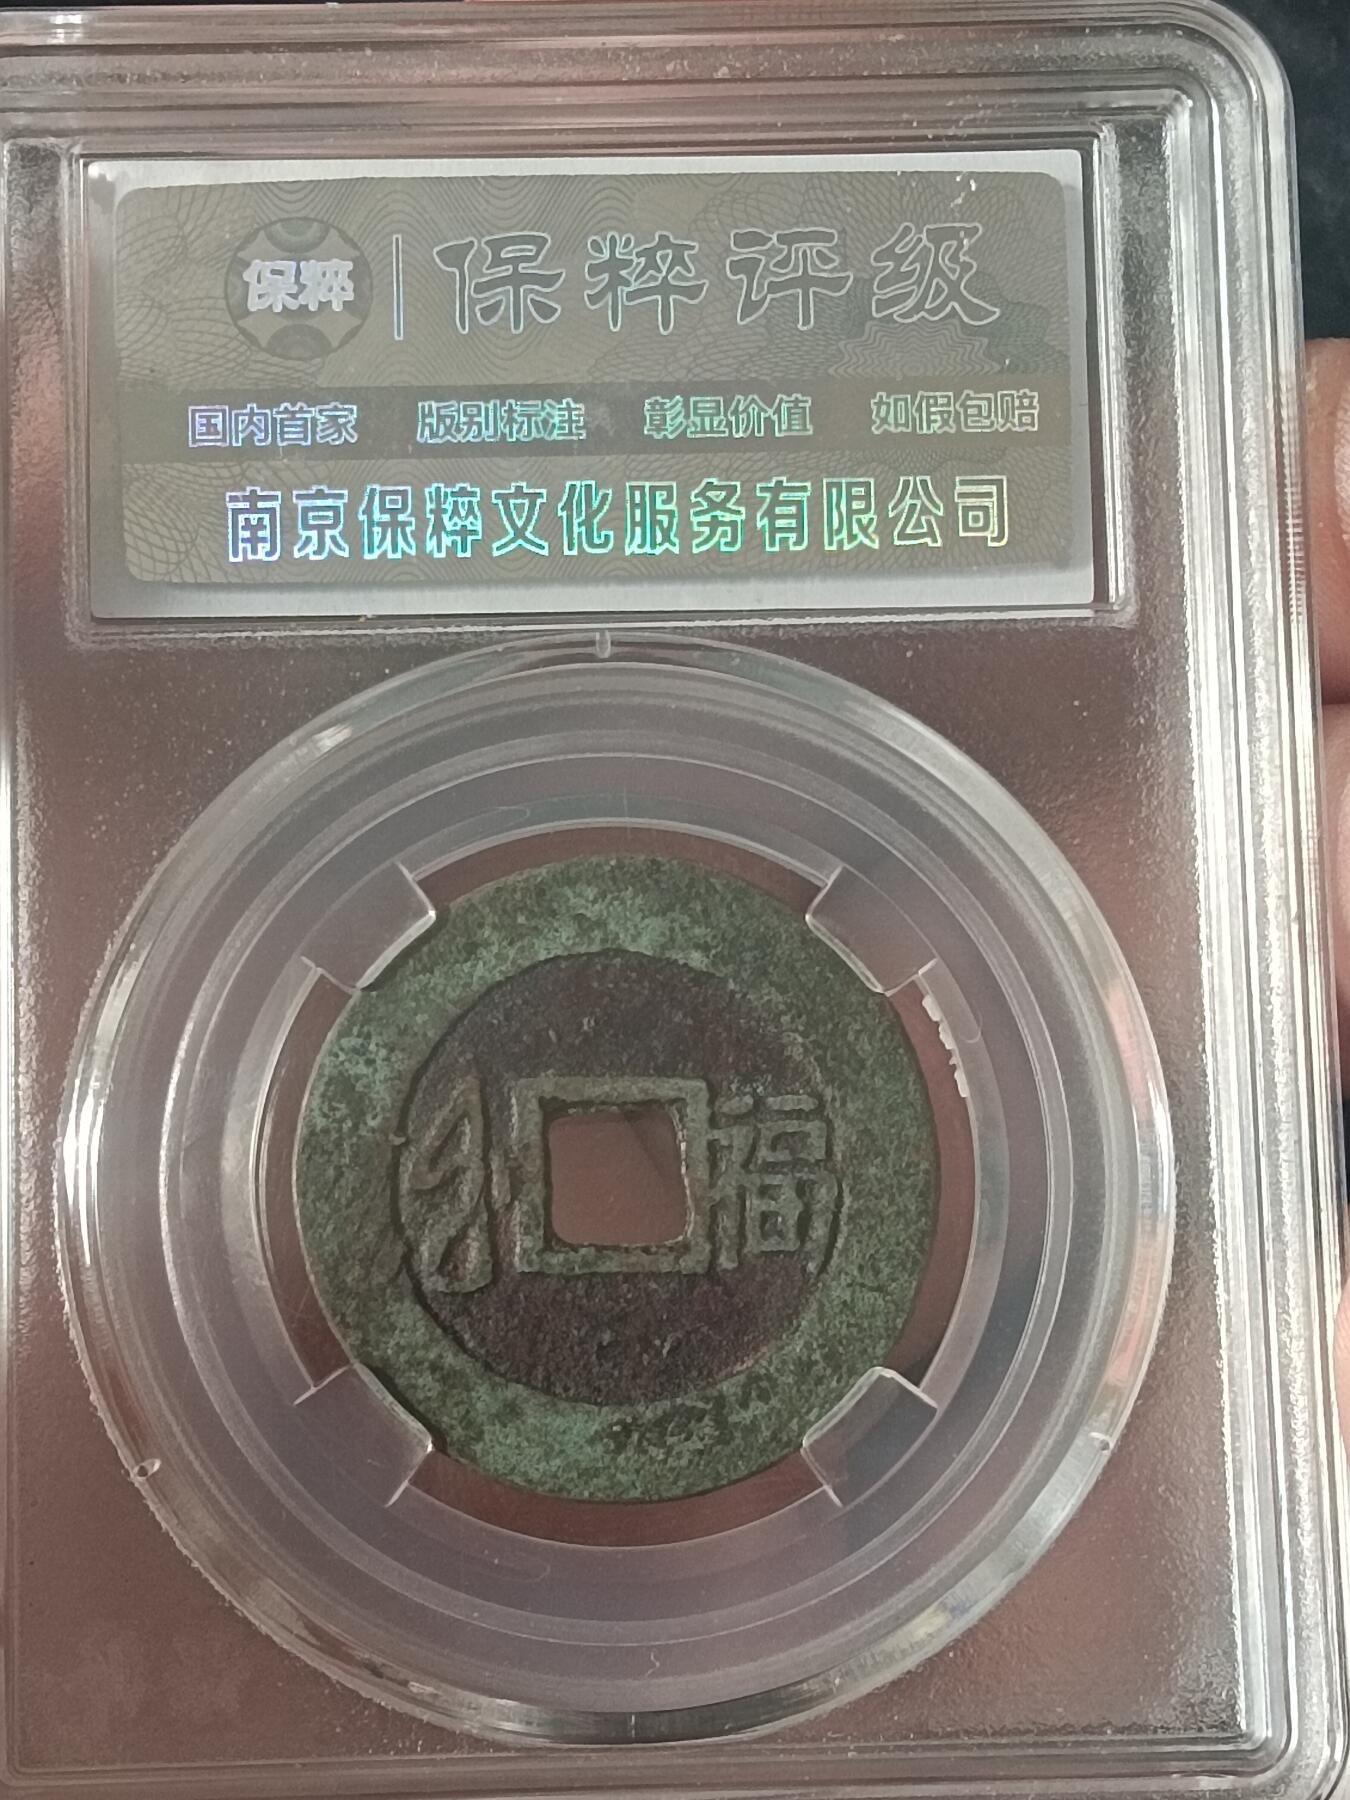 保粹 保粹评级
国内首家 版别标注 彰显价值 如假包赔
南京保粹文化服务有限公司
福